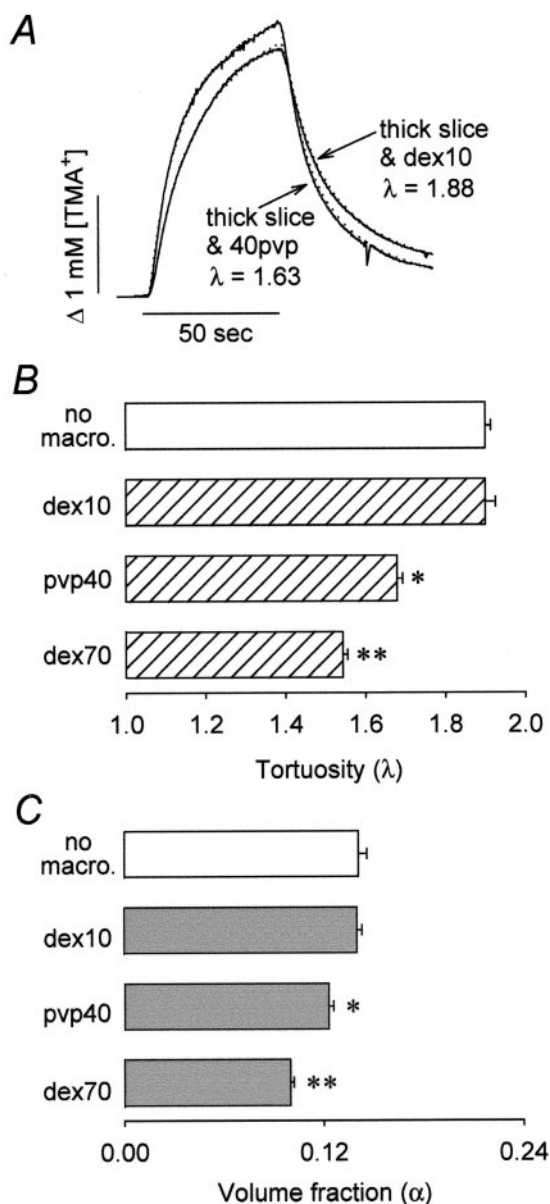 A
Δ 1 mM [TMA+]
thick slice
& dex10
λ = 1.88
thick slice
& 40pvp
λ = 1.63
50 sec
B
no
macro.
dex10
pvp40
*
dex70
**
1.0 1.2 1.4 1.6 1.8 2.0
Tortuosity (λ)
C
no
macro.
dex10
pvp40
*
dex70
**
0.00 0.12 0.24
Volume fraction (α)